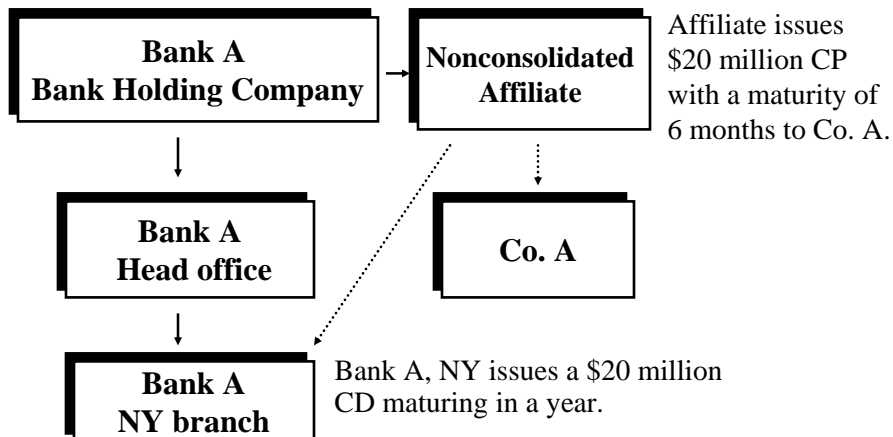 Bank A
Bank Holding Company
Nonconsolidated
Affiliate
Affiliate issues
$20 million CP
with a maturity of
6 months to Co. A.
Bank A
Head office
Co. A
Bank A
NY branch
Bank A, NY issues a $20 million
CD maturing in a year.